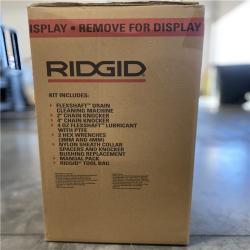 ISPLAY • REMOVE FOR DISPLAY •
RIDGID
KIT INCLUDES:
• FLEXSHAFT™ DRAIN
CLEANING MACHINE
• 2" CHAIN KNOCKER
• 4" CHAIN KNOCKER
• 4 OZ FLEXSHAFT™ LUBRICANT
WITH PTFE
• 2 HEX WRENCHES
(3MM AND 4MM)
• NYLON SHEATH COLLAR
SPACERS AND KNOCKER
BUSHING REPLACEMENT
• MANUAL PACK
• RIDGID® TOOL BAG